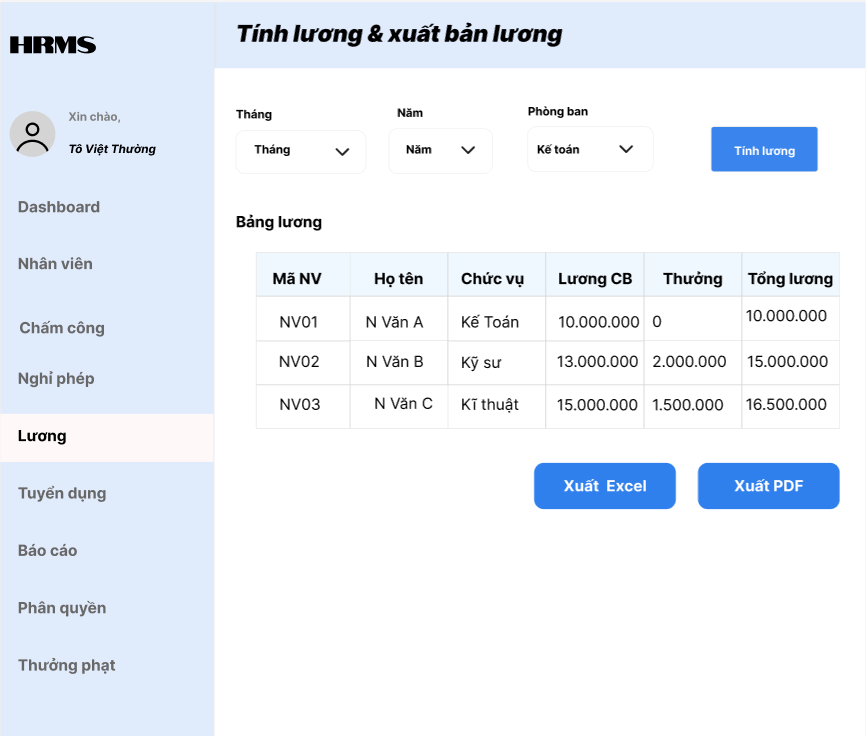 HRMS
Xin chào,
Tô Việt Thường
Dashboard
Nhân viên
Chấm công
Nghỉ phép
Lương
Tuyển dụng
Báo cáo
Phân quyền
Thưởng phạt
Tính lương & xuất bản lương
Tháng Năm Phòng ban
Tháng Năm Kế toán Tính lương
Bảng lương
Mã NV Họ tên Chức vụ Lương CB Thưởng Tổng lương
NV01 N Văn A Kế Toán 10.000.000 0 10.000.000
NV02 N Văn B Kỹ sư 13.000.000 2.000.000 15.000.000
NV03 N Văn C Kĩ thuật 15.000.000 1.500.000 16.500.000
Xuất Excel Xuất PDF